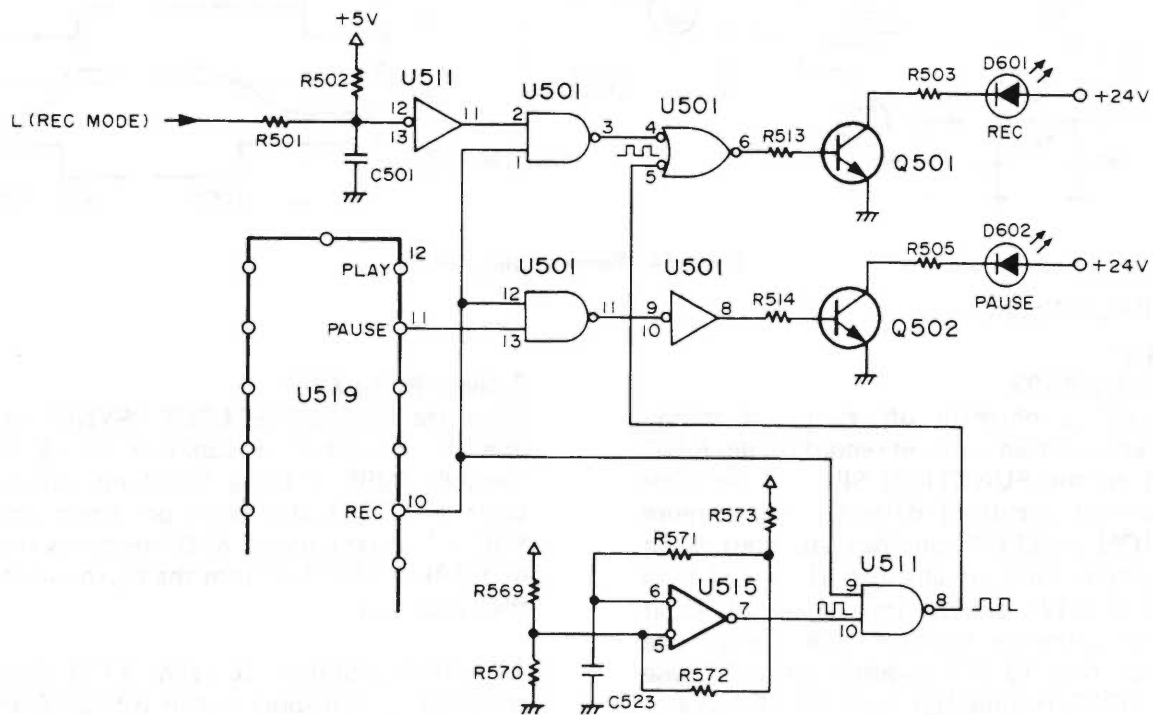 +5V
R502
U511
U501
U501
R503
D601
+24V
REC
L (REC MODE)
R501
12
13
11
2
1
3
4
5
6
R513
Q501
C501
12
PLAY
11
PAUSE
U519
10
REC
U501
12
13
11
U501
9
10
8
R514
Q502
R505
D602
+24V
PAUSE
R573
R571
R569
U515
6
5
7
U511
9
10
8
R570
C523
R572